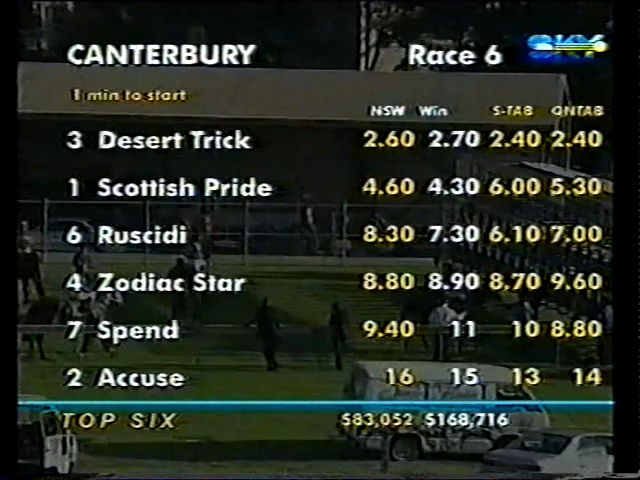 CANTERBURY Race 6 SKY
1 min to start
NSW Win S-TAB QNTAB
3 Desert Trick 2.60 2.70 2.40 2.40
1 Scottish Pride 4.60 4.30 6.00 5.30
6 Ruscidi 8.30 7.30 6.10 7.00
4 Zodiac Star 8.80 8.90 8.70 9.60
7 Spend 9.40 11 10 8.80
2 Accuse 16 15 13 14
TOP SIX $83,052 $168,716